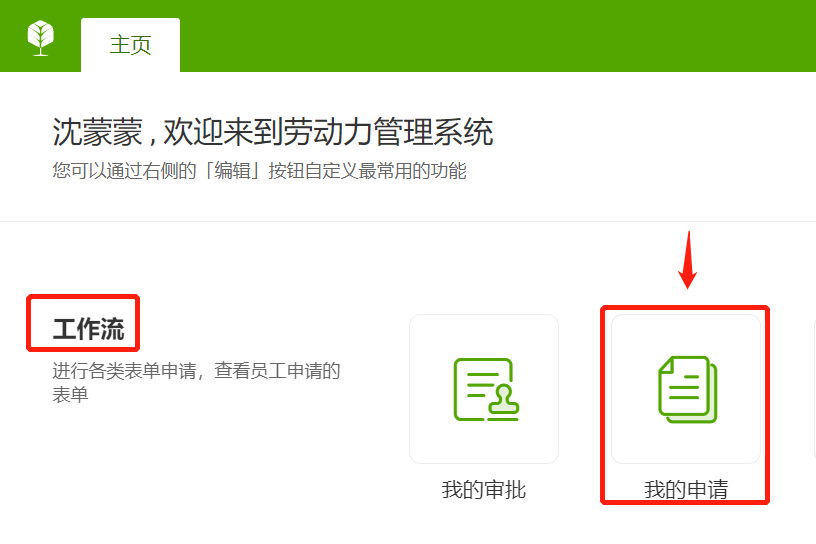 主页
沈蒙蒙 , 欢迎来到劳动力管理系统
您可以通过右侧的「编辑」按钮自定义最常用的功能
工作流
进行各类表单申请，查看员工申请的
表单
我的审批
我的申请